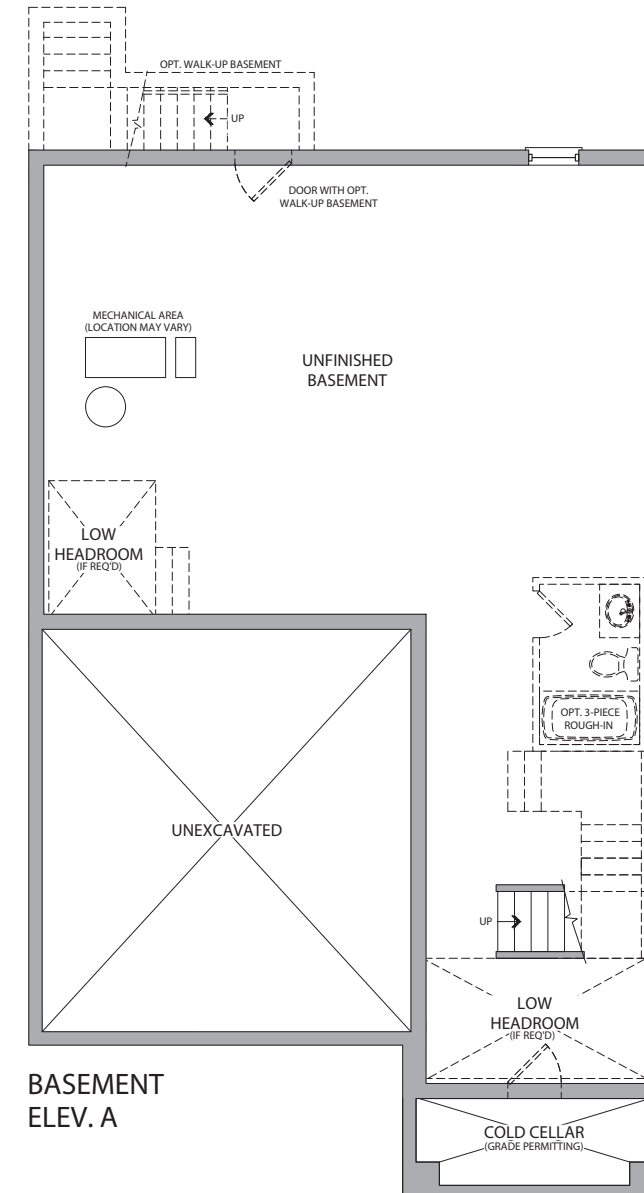 OPT. WALK-UP BASEMENT
UP
DOOR WITH OPT.
WALK-UP BASEMENT
MECHANICAL AREA
(LOCATION MAY VARY)
UNFINISHED
BASEMENT
LOW
HEADROOM
(IF REQ'D)
OPT. 3-PIECE
ROUGH-IN
UNEXCAVATED
UP
LOW
HEADROOM
(IF REQ'D)
BASEMENT
ELEV. A
COLD CELLAR
(GRADE PERMITTING)